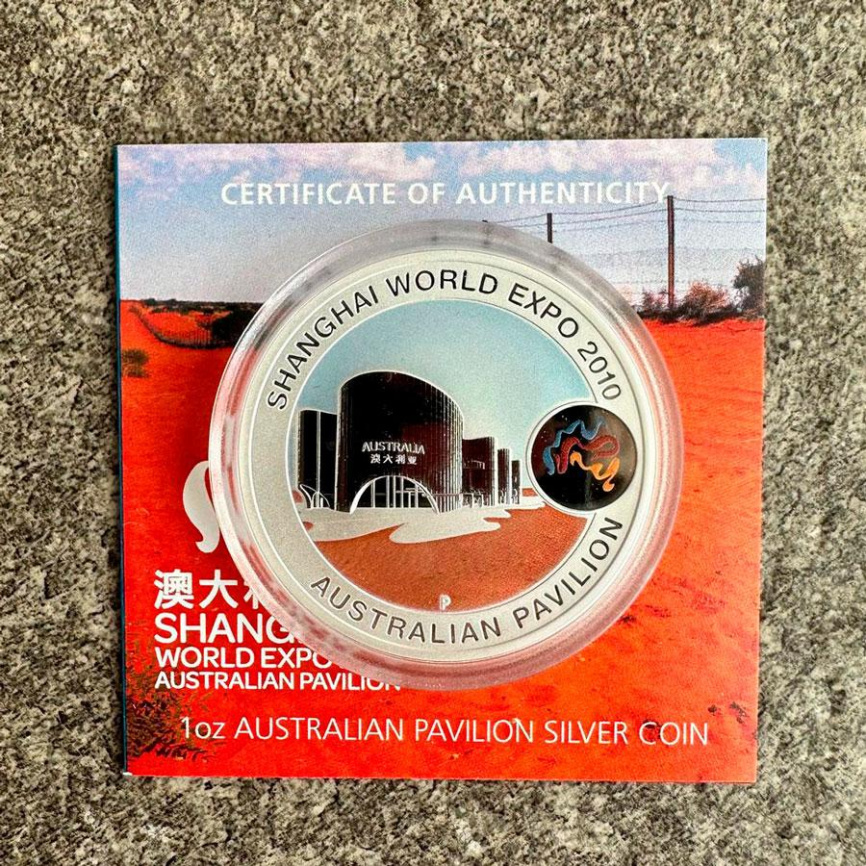 CERTIFICATE OF AUTHENTICITY
SHANGHAI WORLD EXPO 2010
AUSTRALIA
澳大利亚
P
AUSTRALIAN PAVILION
澳大利
SHANG
WORLD EXPO
AUSTRALIAN PAVILION
1oz AUSTRALIAN PAVILION SILVER COIN